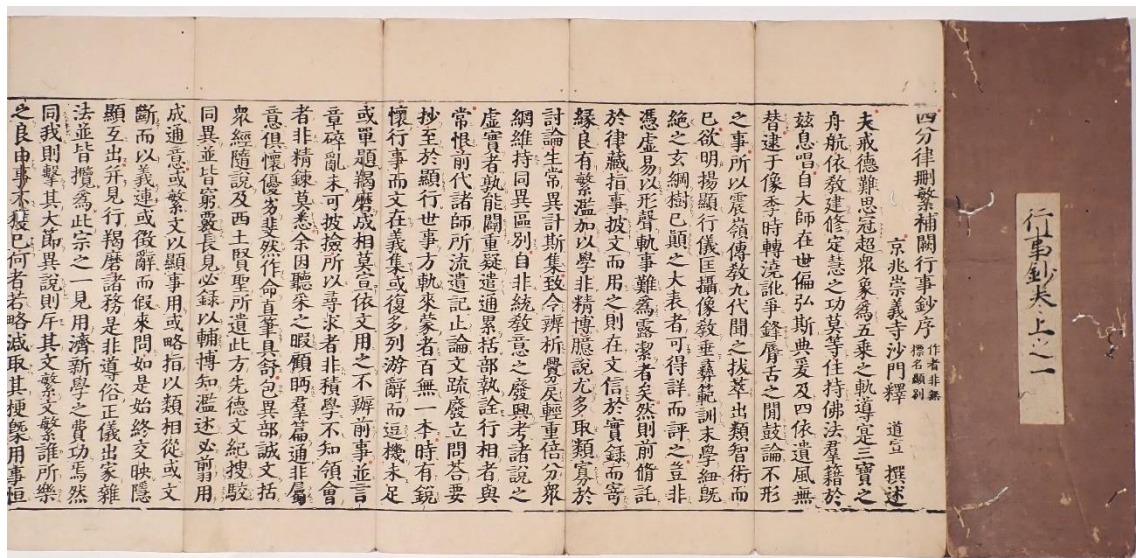 行事鈔卷上之一
四分律刪繁補闕行事鈔序
作者非無
標名顯別
京兆崇義寺沙門釋 道宣 撰述
夫戒德難思冠超衆象爲五乘之軌導寔三寶之
舟航依敎建修定慧之功莫等住持佛法羣籍於
兹息唱自大師在世偏弘斯典爰及四依遺風無
替逮于像季時轉澆訛爭鋒脣舌之間鼓論不形
之事所以震嶺傳敎九代聞之拔萃出類智術而
已欲明揚顯行儀匡攝像敎垂彝範訓末學紐旣
絕之玄綱樹已顛之大表者可得詳而評之豈非
憑虛易以形聲軌事難爲露潔者矣然則前脩託
於律藏指事披文而用之則在文信於實録而寄
緣良有繁濫加以學非精博臆說尤多取類寡於
討論生常異計斯集致令辨析釁戾輕重倍分衆
網維持同異區別自非統敎意之廢興考諸說之
虛實者孰能闢重疑遣通累括部執詮行相者與
常恨前代諸師所流遺記止論文疏廢立問荅要
抄至於顯行世事方軌來蒙者百無一本時有銳
懷行事而文在義集或復多列游辭而逗機未足
或單題羯磨成相莫宣依文用之不辦前事並言
章碎亂未可披撿所以尋求者非積學不知領會
者非精鍊莫悉余因聽采之暇顧眄羣篇通非屬
意俱懷優劣斐然作命直筆具舒包異部誠文括
衆經隨說及西土賢聖所遺此方先德文紀搜駮
同異並皆窮覈長見必録以輔博知濫述必剪用
成通意或繁文以顯事用或略指以類相從或文
斷而以義連或徵辭而假來問如是始終交映隱
顯互出并見行羯磨諸務是非導俗正儀出家雜
法並皆攬爲此宗之一見用濟新學之費功焉然
同我則擊其大節異說則斥其文繁文繁誰所樂
之良由事不獲已何者若略減取其梗槩用事恒